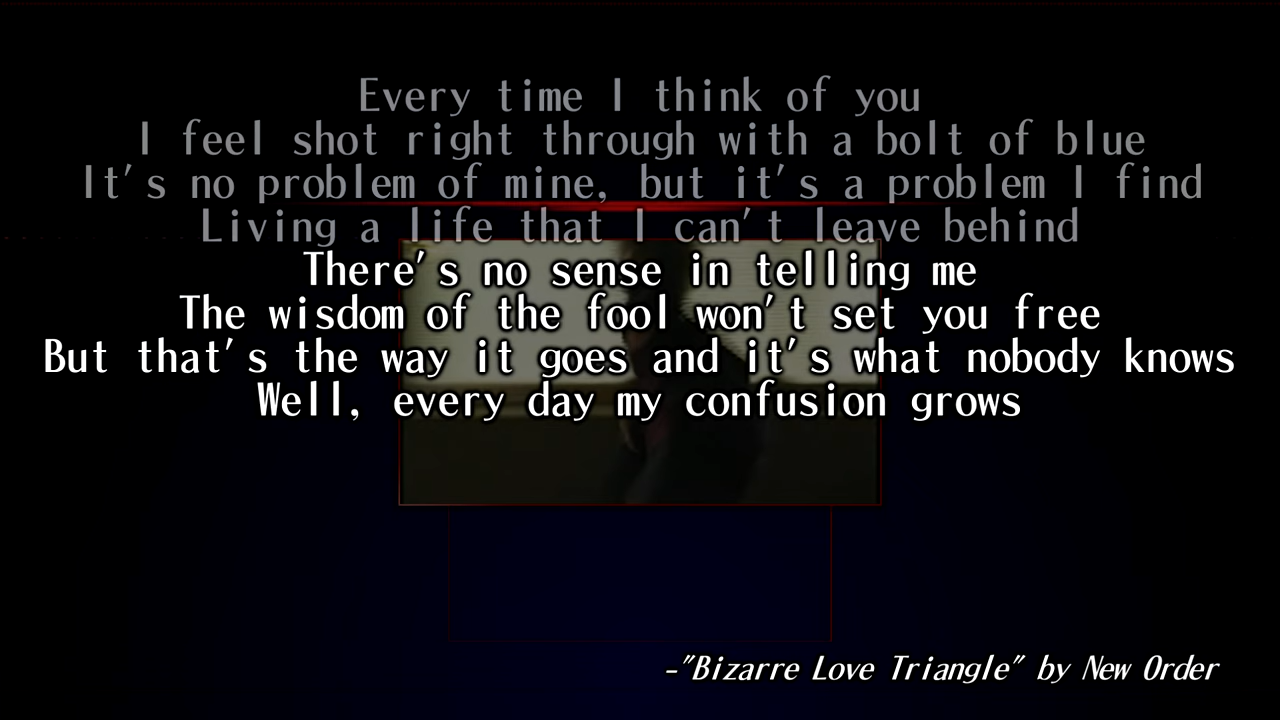 Every time I think of you
I feel shot right through with a bolt of blue
It's no problem of mine, but it's a problem I find
Living a life that I can't leave behind
There's no sense in telling me
The wisdom of the fool won't set you free
But that's the way it goes and it's what nobody knows
Well, every day my confusion grows
-"Bizarre Love Triangle" by New Order